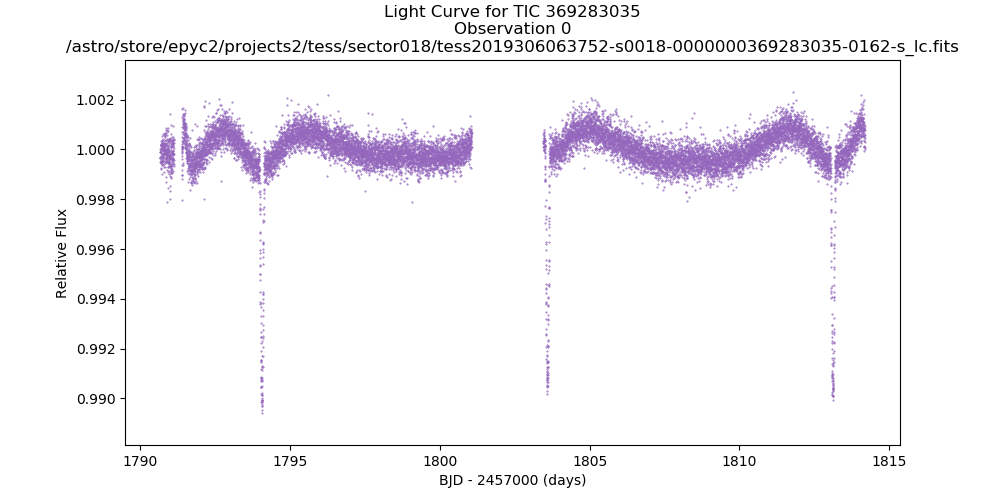 Light Curve for TIC 369283035
Observation 0
/astro/store/epyc2/projects2/tess/sector018/tess2019306063752-s0018-0000000369283035-0162-s_lc.fits
1.002
1.000
0.998
0.996
0.994
0.992
0.990
Relative Flux
1790
1795
1800
1805
1810
1815
BJD - 2457000 (days)